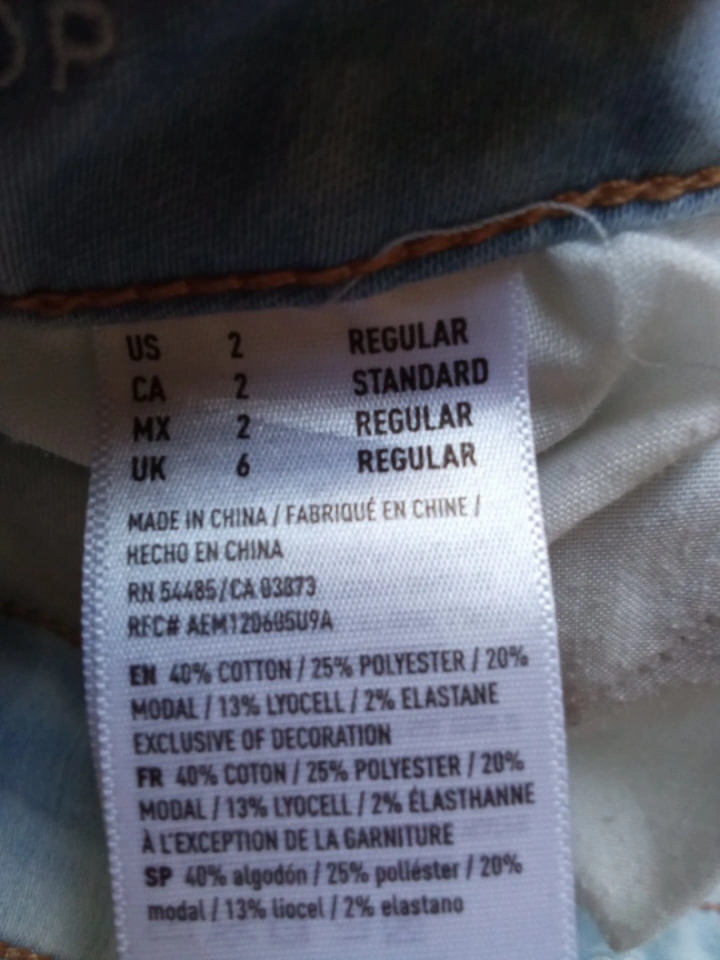 UP
US 2 REGULAR
CA 2 STANDARD
MX 2 REGULAR
UK 6 REGULAR
MADE IN CHINA / FABRIQUÉ EN CHINE /
HECHO EN CHINA
RN 54485/CA 03873
RFC# AEM120605U9A
EN 40% COTTON / 25% POLYESTER / 20%
MODAL / 13% LYOCELL / 2% ELASTANE
EXCLUSIVE OF DECORATION
FR 40% COTON / 25% POLYESTER / 20%
MODAL / 13% LYOCELL / 2% ÉLASTHANNE
À L'EXCEPTION DE LA GARNITURE
SP 40% algodón / 25% poliéster / 20%
modal / 13% liocel / 2% elastano